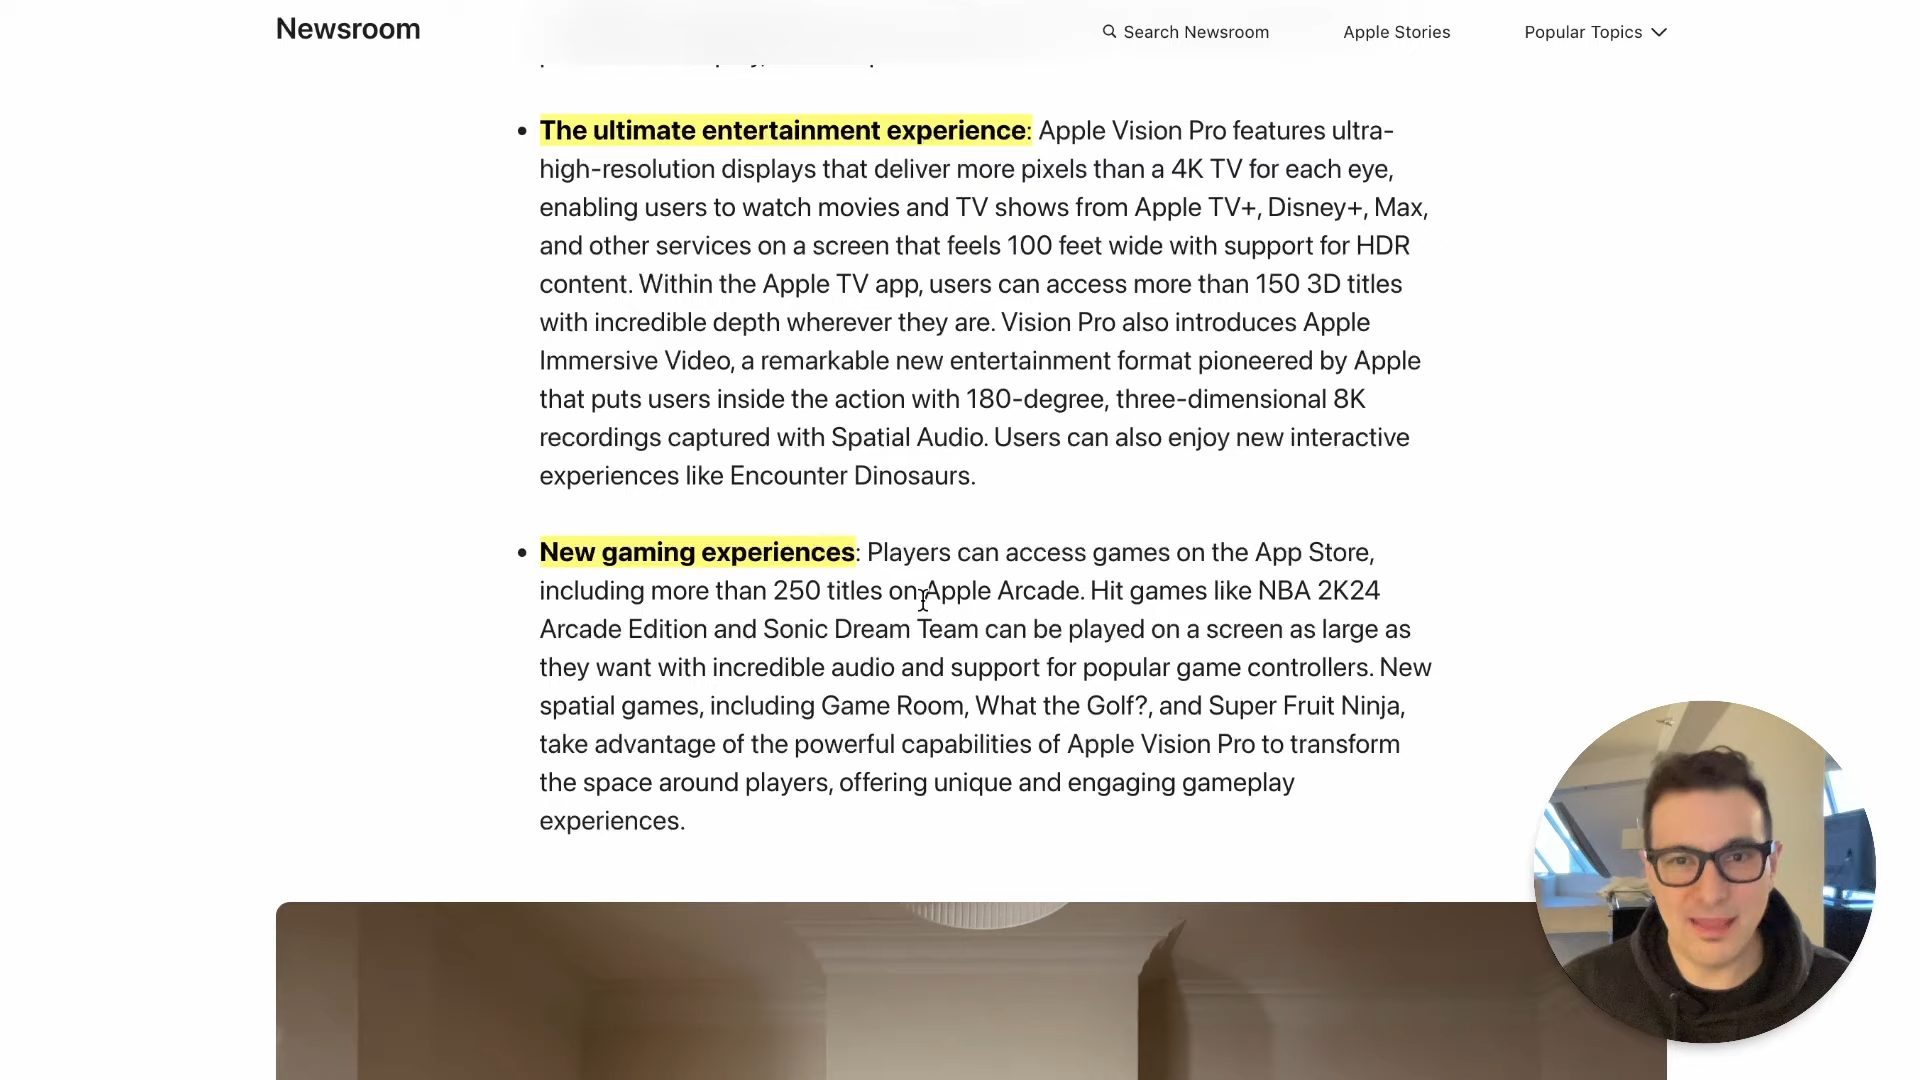 Newsroom
Search Newsroom
Apple Stories
Popular Topics
The ultimate entertainment experience: Apple Vision Pro features ultra-
high-resolution displays that deliver more pixels than a 4K TV for each eye,
enabling users to watch movies and TV shows from Apple TV+, Disney+, Max,
and other services on a screen that feels 100 feet wide with support for HDR
content. Within the Apple TV app, users can access more than 150 3D titles
with incredible depth wherever they are. Vision Pro also introduces Apple
Immersive Video, a remarkable new entertainment format pioneered by Apple
that puts users inside the action with 180-degree, three-dimensional 8K
recordings captured with Spatial Audio. Users can also enjoy new interactive
experiences like Encounter Dinosaurs.
New gaming experiences: Players can access games on the App Store,
including more than 250 titles on Apple Arcade. Hit games like NBA 2K24
Arcade Edition and Sonic Dream Team can be played on a screen as large as
they want with incredible audio and support for popular game controllers. New
spatial games, including Game Room, What the Golf?, and Super Fruit Ninja,
take advantage of the powerful capabilities of Apple Vision Pro to transform
the space around players, offering unique and engaging gameplay
experiences.